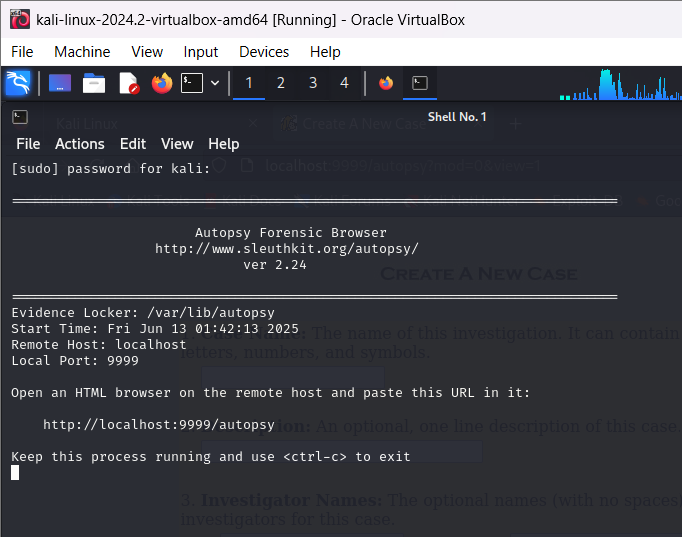 kali-linux-2024.2-virtualbox-amd64 [Running] - Oracle VirtualBox
File Machine View Input Devices Help
1 2 3 4
Shell No. 1
Kali Linux Create A New Case
File Actions Edit View Help
localhost:9999/autopsy?mod=0&view=1
[sudo] password for kali:
Autopsy Forensic Browser
http://www.sleuthkit.org/autopsy/
ver 2.24
Create A New Case
Evidence Locker: /var/lib/autopsy
Start Time: Fri Jun 13 01:42:13 2025
Remote Host: localhost
Local Port: 9999
Case Name: The name of this investigation. It can contain
letters, numbers, and symbols.
Open an HTML browser on the remote host and paste this URL in it:
http://localhost:9999/autopsy
An optional, one line description of this case.
Keep this process running and use <ctrl-c> to exit
3. Investigator Names: The optional names (with no spaces)
investigators for this case.